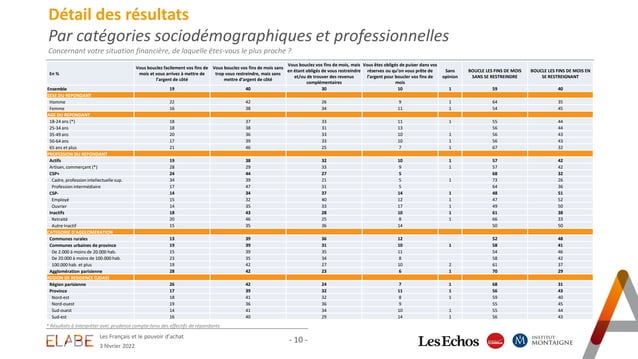 Détail des résultats
Par catégories sociodémographiques et professionnelles
Concernant votre situation financière, de laquelle êtes-vous le plus proche ?
En % Vous bouclez facilement vos fins de mois et vous arrivez à mettre de l'argent de côté Vous bouclez vos fins de mois sans trop vous restreindre, mais sans mettre d'argent de côté Vous bouclez vos fins de mois, mais en étant obligés de vous restreindre et/ou de trouver des revenus complémentaires Vous êtes obligés de puiser dans vos réserves ou qu'on vous prête de l'argent pour boucler vos fins de mois Sans opinion BOUCLE LES FINS DE MOIS SANS SE RESTREINDRE BOUCLE LES FINS DE MOIS EN SE RESTREIGNANT
Ensemble 19 40 30 10 1 59 40
SEXE DU REPONDANT
Homme 22 42 26 9 1 64 35
Femme 16 38 34 11 1 54 45
AGE DU REPONDANT
18-24 ans (*) 18 37 33 11 1 55 44
25-34 ans 18 38 31 13 56 44
35-49 ans 20 36 33 10 1 56 43
50-64 ans 17 39 33 10 1 56 43
65 ans et plus 21 46 25 7 1 67 32
Actifs 19 38 32 10 1 57 42
Artisan, commerçant (*) 28 29 33 9 1 57 42
CSP+ 24 44 27 5 68 32
Cadre, profession intellectuelle sup. 34 39 21 5 1 73 26
Profession intermédiaire 17 47 31 5 64 36
CSP- 14 34 37 14 1 48 51
Employé 15 32 40 12 1 47 52
Ouvrier 14 35 33 17 1 49 50
Inactifs 18 43 28 10 1 61 38
Retraité 20 46 25 8 1 66 33
Autre inactif 15 35 36 14 50 50
CATEGORIE D'AGGLOMERATION
Communes rurales 13 39 36 12 52 48
Communes urbaines de province 19 39 31 10 1 58 41
De 2.000 à moins de 20.000 hab. 15 39 35 11 54 46
De 20.000 à moins de 100.000 hab. 23 35 34 8 58 42
100.000 hab. et plus 19 42 27 10 2 61 37
Agglomération parisienne 28 42 23 6 1 70 29
REGION DE RESIDENCE (UDA5)
Région parisienne 26 42 24 7 1 68 31
Province 17 39 32 11 1 56 43
Nord-est 18 41 32 8 1 59 40
Nord-ouest 19 36 36 9 55 45
Sud-ouest 14 41 34 10 1 55 44
Sud-est 16 40 29 14 1 56 43
* Résultats à interpréter avec prudence compte-tenu des effectifs de répondants
ELABE
Les Français et le pouvoir d'achat
3 février 2022
- 10 -
LesEchos
INSTITUT MONTAIGNE